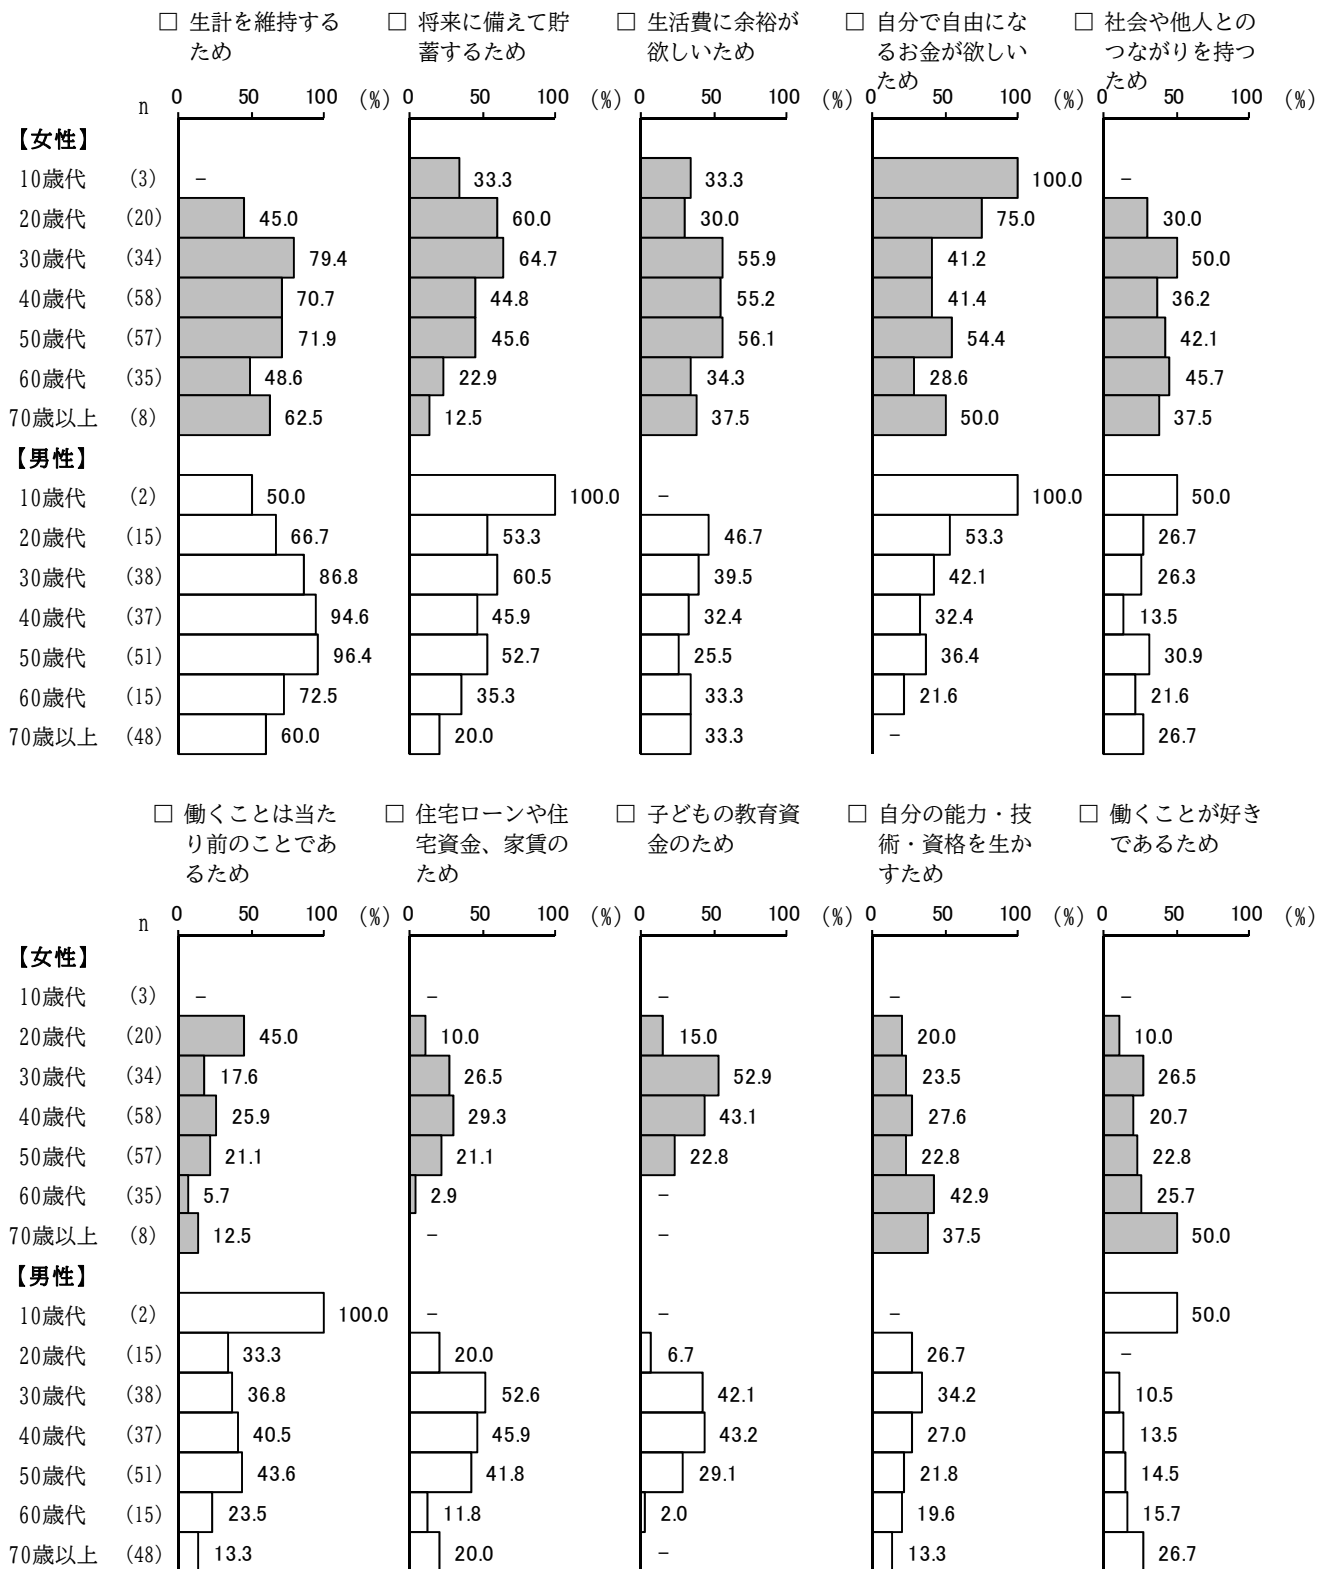 □ 生計を維持する
ため
□ 将来に備えて貯
蓄するため
□ 生活費に余裕が
欲しいため
□ 自分で自由にな
るお金が欲しい
ため
□ 社会や他人との
つながりを持つ
ため
n 0 50 100 (%) 0 50 100 (%) 0 50 100 (%) 0 50 100 (%) 0 50 100 (%)
【女性】
10歳代 (3) － 33.3 33.3 100.0 －
20歳代 (20) 45.0 60.0 30.0 75.0 30.0
30歳代 (34) 79.4 64.7 55.9 41.2 50.0
40歳代 (58) 70.7 44.8 55.2 41.4 36.2
50歳代 (57) 71.9 45.6 56.1 54.4 42.1
60歳代 (35) 48.6 22.9 34.3 28.6 45.7
70歳以上 (8) 62.5 12.5 37.5 50.0 37.5
【男性】
10歳代 (2) 50.0 100.0 － 100.0 50.0
20歳代 (15) 66.7 53.3 46.7 53.3 26.7
30歳代 (38) 86.8 60.5 39.5 42.1 26.3
40歳代 (37) 94.6 45.9 32.4 32.4 13.5
50歳代 (51) 96.4 52.7 25.5 36.4 30.9
60歳代 (15) 72.5 35.3 33.3 21.6 21.6
70歳以上 (48) 60.0 20.0 33.3 － 26.7
□ 働くことは当た
り前のことであ
るため
□ 住宅ローンや住
宅資金、家賃の
ため
□ 子どもの教育資
金のため
□ 自分の能力・技
術・資格を生か
すため
□ 働くことが好き
であるため
n 0 50 100 (%) 0 50 100 (%) 0 50 100 (%) 0 50 100 (%) 0 50 100 (%)
【女性】
10歳代 (3) － － － － －
20歳代 (20) 45.0 10.0 15.0 20.0 10.0
30歳代 (34) 17.6 26.5 52.9 23.5 26.5
40歳代 (58) 25.9 29.3 43.1 27.6 20.7
50歳代 (57) 21.1 21.1 22.8 22.8 22.8
60歳代 (35) 5.7 2.9 － 42.9 25.7
70歳以上 (8) 12.5 － － 37.5 50.0
【男性】
10歳代 (2) 100.0 － － － 50.0
20歳代 (15) 33.3 20.0 6.7 26.7 －
30歳代 (38) 36.8 52.6 42.1 34.2 10.5
40歳代 (37) 40.5 45.9 43.2 27.0 13.5
50歳代 (51) 43.6 41.8 29.1 21.8 14.5
60歳代 (15) 23.5 11.8 2.0 19.6 15.7
70歳以上 (48) 13.3 20.0 － 13.3 26.7